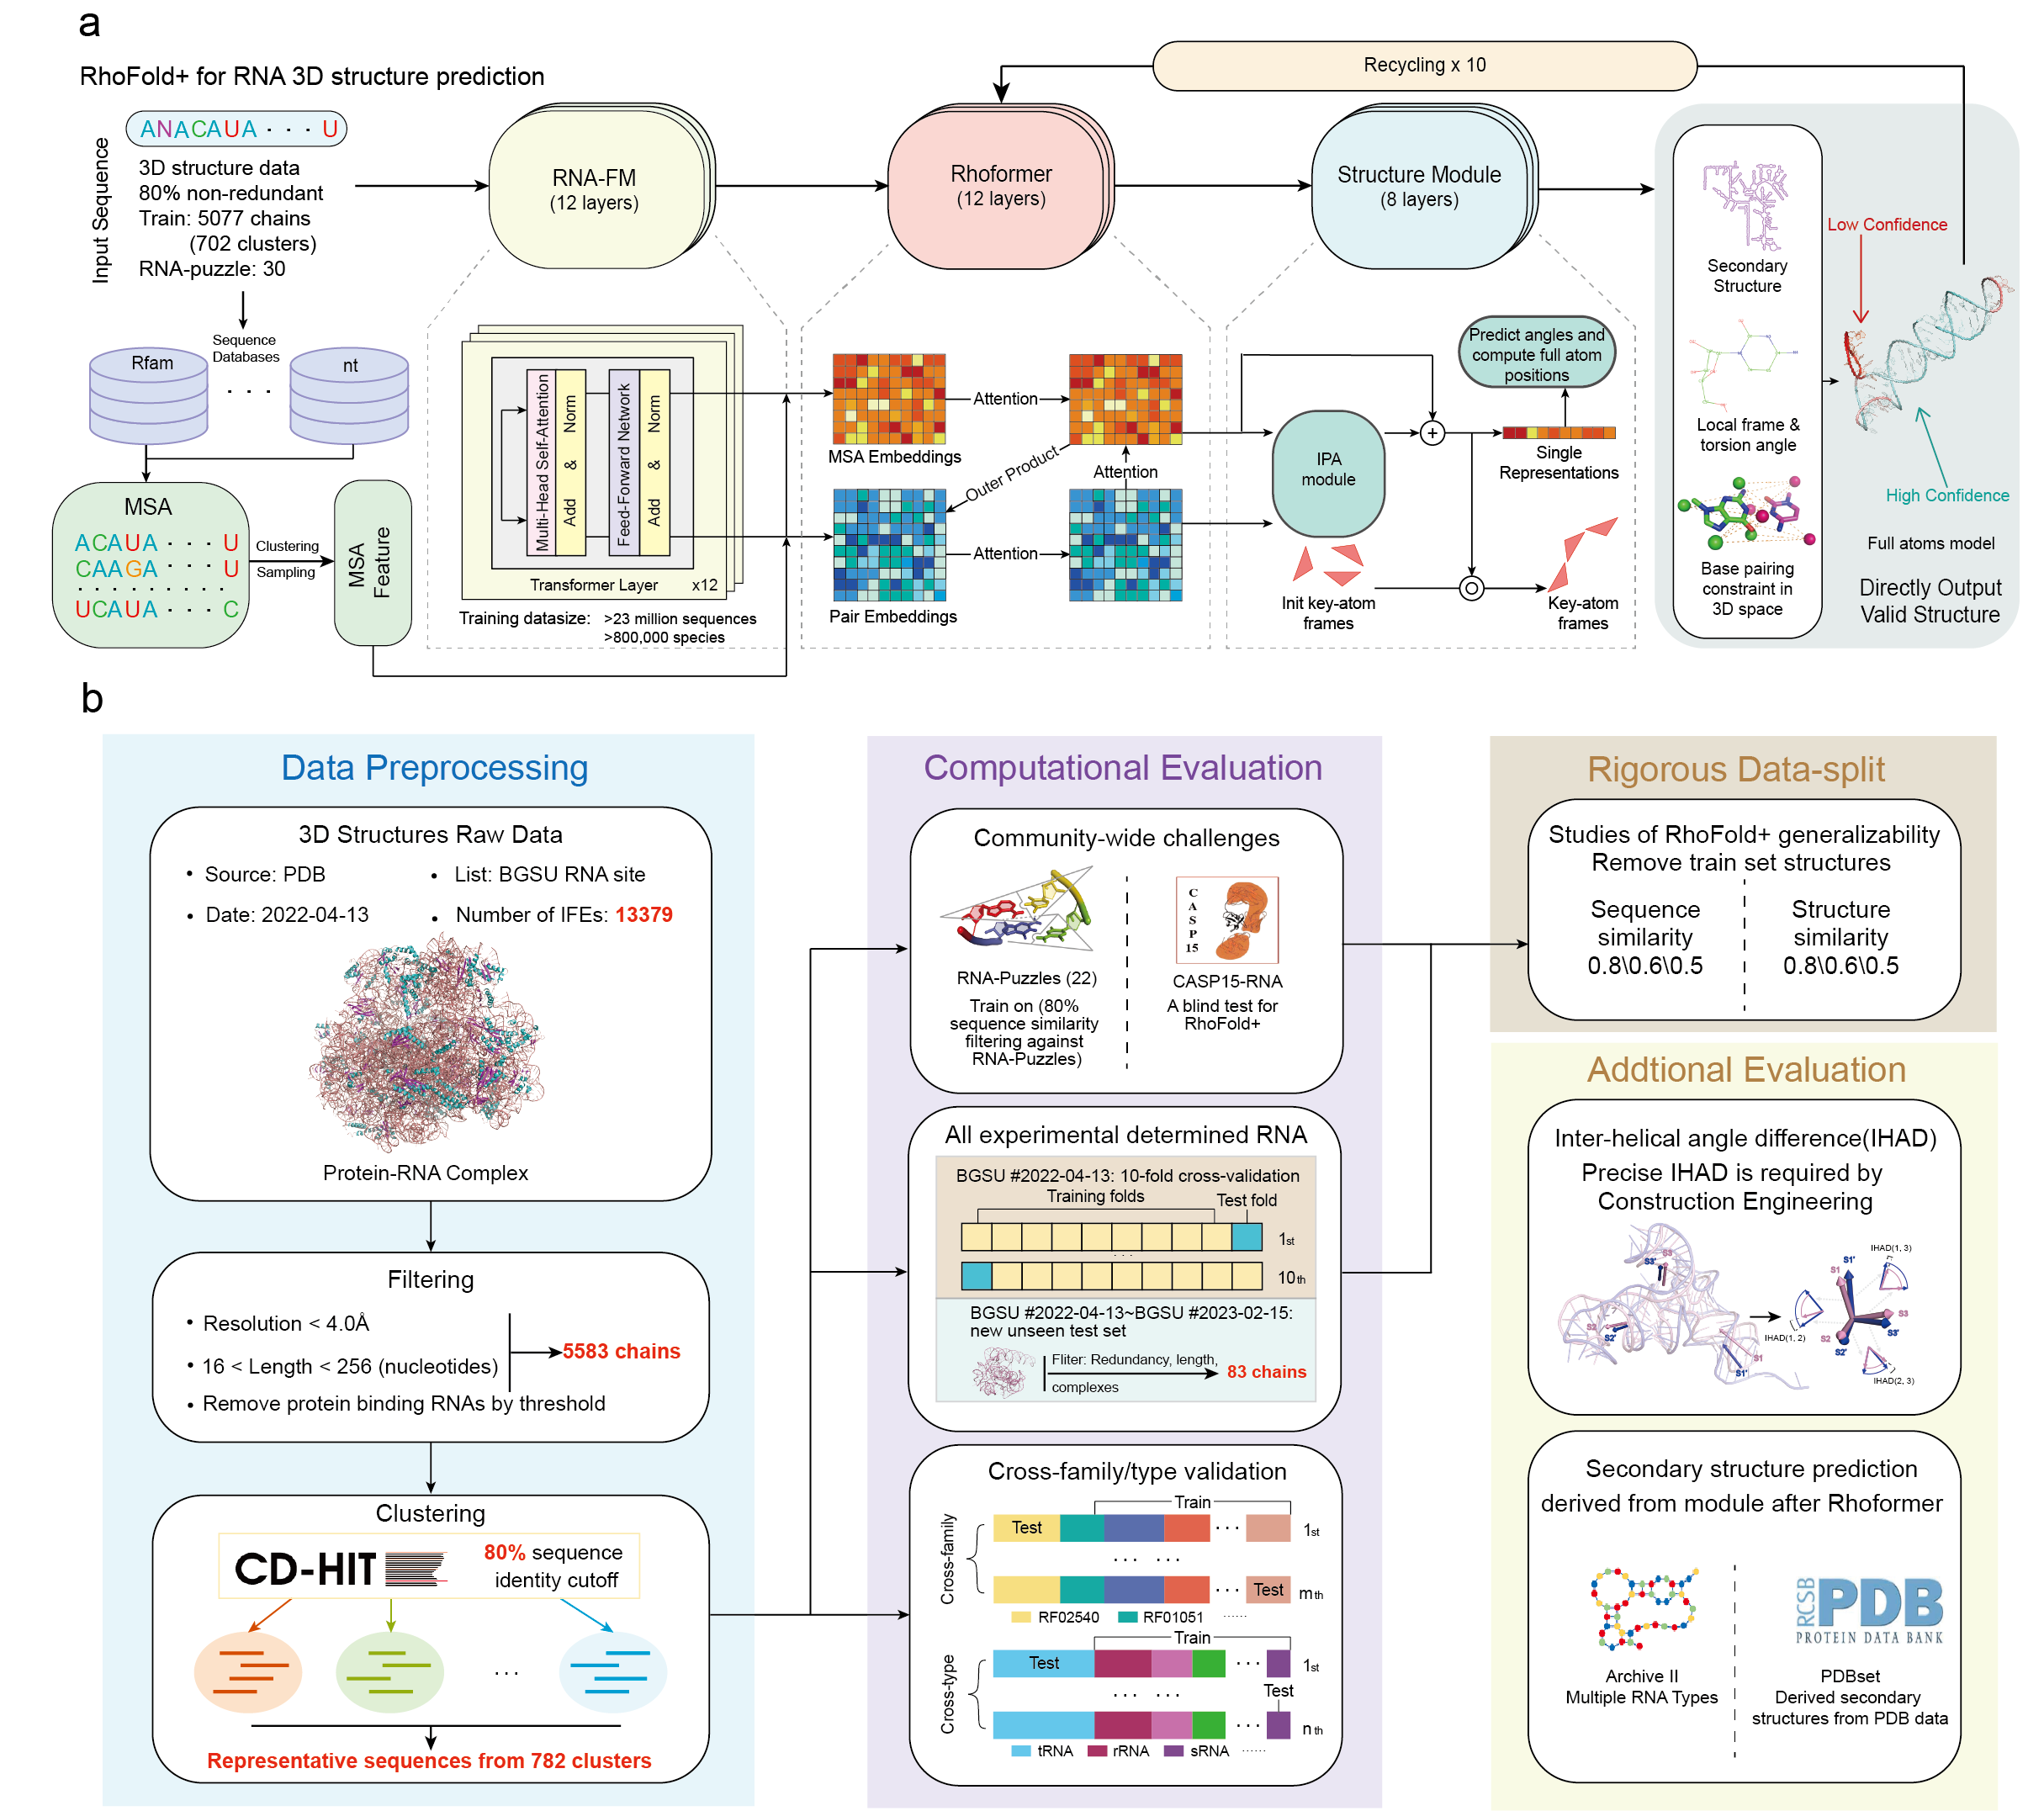 a
RhoFold+ for RNA 3D structure prediction
Recycling x 10
Input Sequence
ANACAUA · · · U
3D structure data
80% non-redundant
Train: 5077 chains
(702 clusters)
RNA-puzzle: 30
Sequence
Databases
Rfam
· · ·
nt
MSA
ACAUA · · · U
CAAGA · · · U
· · · · · · · · · ·
UCAUA · · · C
Clustering
Sampling
MSA
Feature
RNA-FM
(12 layers)
Multi-Head Self-Attention
Add & Norm
Feed-Forward Network
Add & Norm
Transformer Layer
x12
Training datasize: >23 million sequences
>800,000 species
Rhoformer
(12 layers)
Attention
MSA Embeddings
Outer Product
Attention
Attention
Pair Embeddings
Structure Module
(8 layers)
Predict angles and
compute full atom
positions
IPA
module
+
Single
Representations
Init key-atom
frames
Key-atom
frames
Secondary
Structure
Local frame &
torsion angle
Base pairing
constraint in
3D space
Low Confidence
High Confidence
Full atoms model
Directly Output
Valid Structure
b
Data Preprocessing
3D Structures Raw Data
• Source: PDB
• List: BGSU RNA site
• Date: 2022-04-13
• Number of IFEs: 13379
Protein-RNA Complex
Filtering
• Resolution < 4.0Å
• 16 < Length < 256 (nucleotides)
• Remove protein binding RNAs by threshold
5583 chains
Clustering
CD-HIT
80% sequence
identity cutoff
· · ·
Representative sequences from 782 clusters
Computational Evaluation
Community-wide challenges
RNA-Puzzles (22)
Train on (80%
sequence similarity
filtering against
RNA-Puzzles)
C
A
S
P
15
CASP15-RNA
A blind test for
RhoFold+
All experimental determined RNA
BGSU #2022-04-13: 10-fold cross-validation
Training folds
Test fold
1st
· · ·
10th
BGSU #2022-04-13~BGSU #2023-02-15:
new unseen test set
Fliter: Redundancy, length,
complexes
83 chains
Cross-family/type validation
Cross-family
Train
Test
· · ·
1st
· · · · · ·
· · ·
Test
mth
RF02540
RF01051
······
Cross-type
Train
Test
· · ·
1st
· · · · · ·
Test
· · ·
nth
tRNA
rRNA
sRNA
······
Rigorous Data-split
Studies of RhoFold+ generalizability
Remove train set structures
Sequence
similarity
0.8\0.6\0.5
Structure
similarity
0.8\0.6\0.5
Addtional Evaluation
Inter-helical angle difference(IHAD)
Precise IHAD is required by
Construction Engineering
S3
S3'
S2
S2'
S1
S1'
IHAD(1, 3)
S1
S1'
S3
S3'
IHAD(1, 2)
S2
S2'
IHAD(2, 3)
Secondary structure prediction
derived from module after Rhoformer
Archive II
Multiple RNA Types
RCSB
PDB
PROTEIN DATA BANK
PDBset
Derived secondary
structures from PDB data